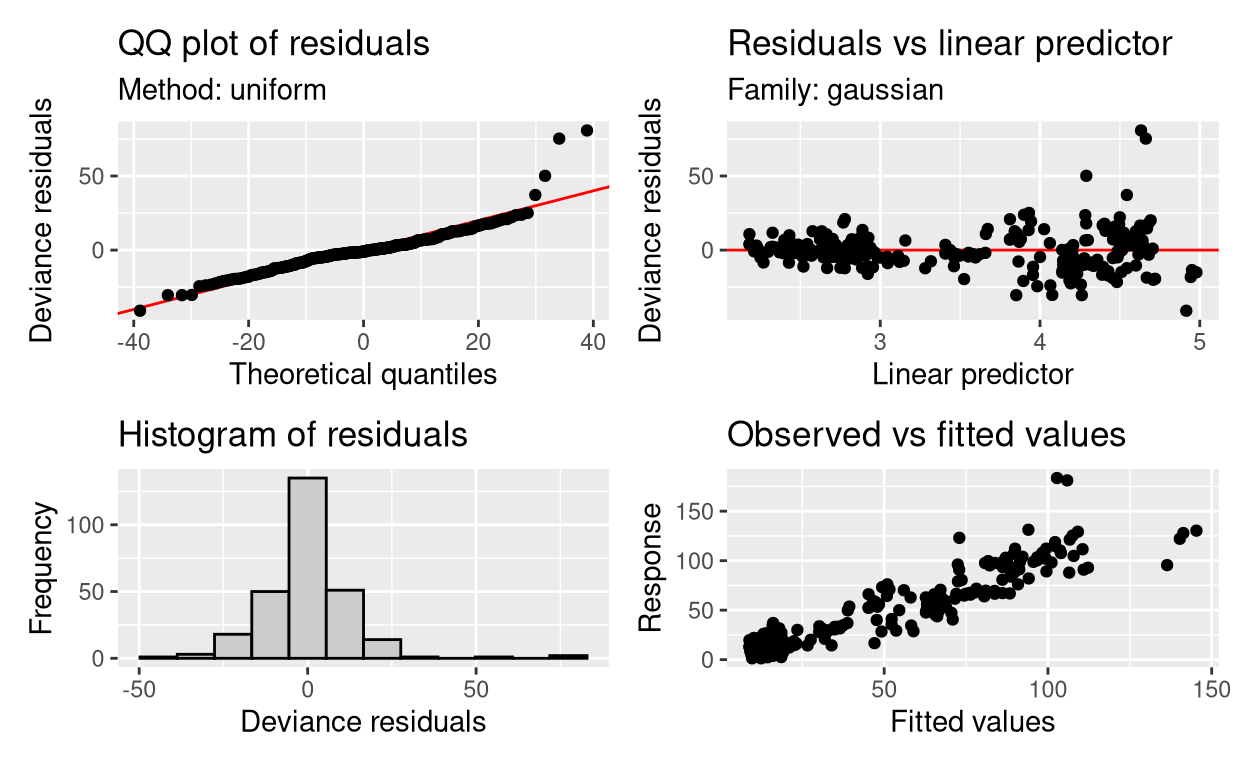 QQ plot of residuals
Method: uniform
Deviance residuals
50
0
-40
-20
0
20
40
Theoretical quantiles
Residuals vs linear predictor
Family: gaussian
Deviance residuals
50
0
3
4
5
Linear predictor
Histogram of residuals
Frequency
100
50
0
-50
0
50
Deviance residuals
Observed vs fitted values
Response
150
100
50
0
50
100
150
Fitted values